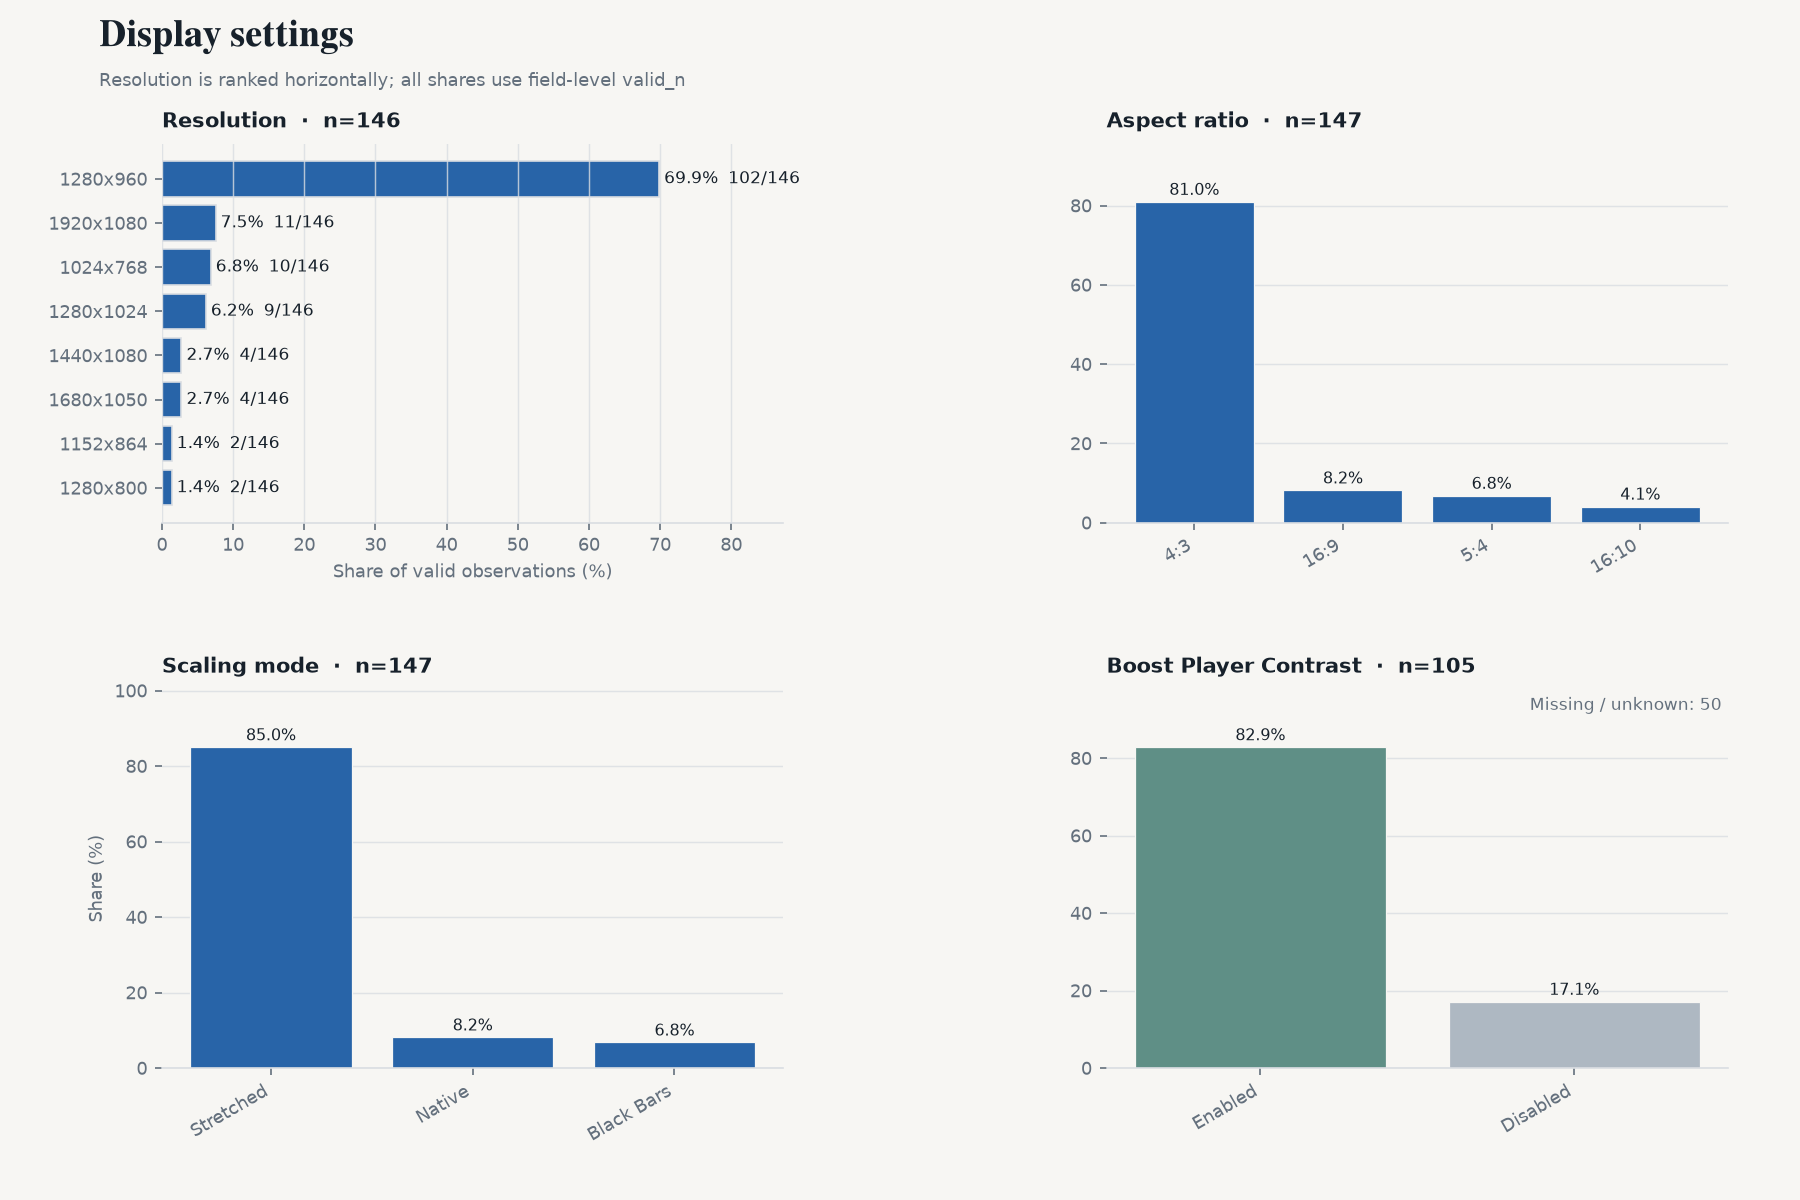 Display settings
Resolution is ranked horizontally; all shares use field-level valid_n
Resolution · n=146
1280x960
69.9% 102/146
1920x1080
7.5% 11/146
1024x768
6.8% 10/146
1280x1024
6.2% 9/146
1440x1080
2.7% 4/146
1680x1050
2.7% 4/146
1152x864
1.4% 2/146
1280x800
1.4% 2/146
0 10 20 30 40 50 60 70 80
Share of valid observations (%)
Aspect ratio · n=147
80
60
40
20
0
81.0%
8.2%
6.8%
4.1%
4:3
16:9
5:4
16:10
Scaling mode · n=147
Share (%)
100
80
60
40
20
0
85.0%
8.2%
6.8%
Stretched
Native
Black Bars
Boost Player Contrast · n=105
Missing / unknown: 50
80
60
40
20
0
82.9%
17.1%
Enabled
Disabled